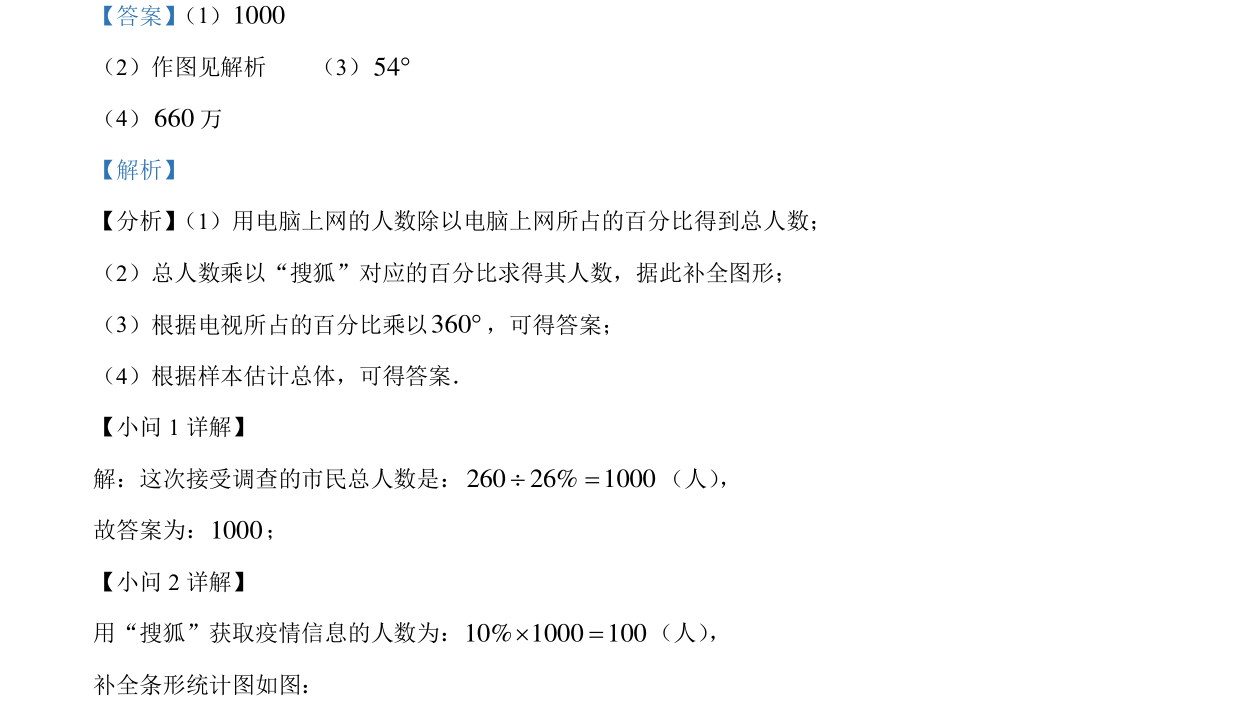 【答案】（1）1000
（2）作图见解析　　（3）54°
（4）660 万
【解析】
【分析】（1）用电脑上网的人数除以电脑上网所占的百分比得到总人数；
（2）总人数乘以“搜狐”对应的百分比求得其人数，据此补全图形；
（3）根据电视所占的百分比乘以360°，可得答案；
（4）根据样本估计总体，可得答案．
【小问 1 详解】
解：这次接受调查的市民总人数是：260÷26%=1000（人），
故答案为：1000；
【小问 2 详解】
用“搜狐”获取疫情信息的人数为：10%×1000=100（人），
补全条形统计图如图：